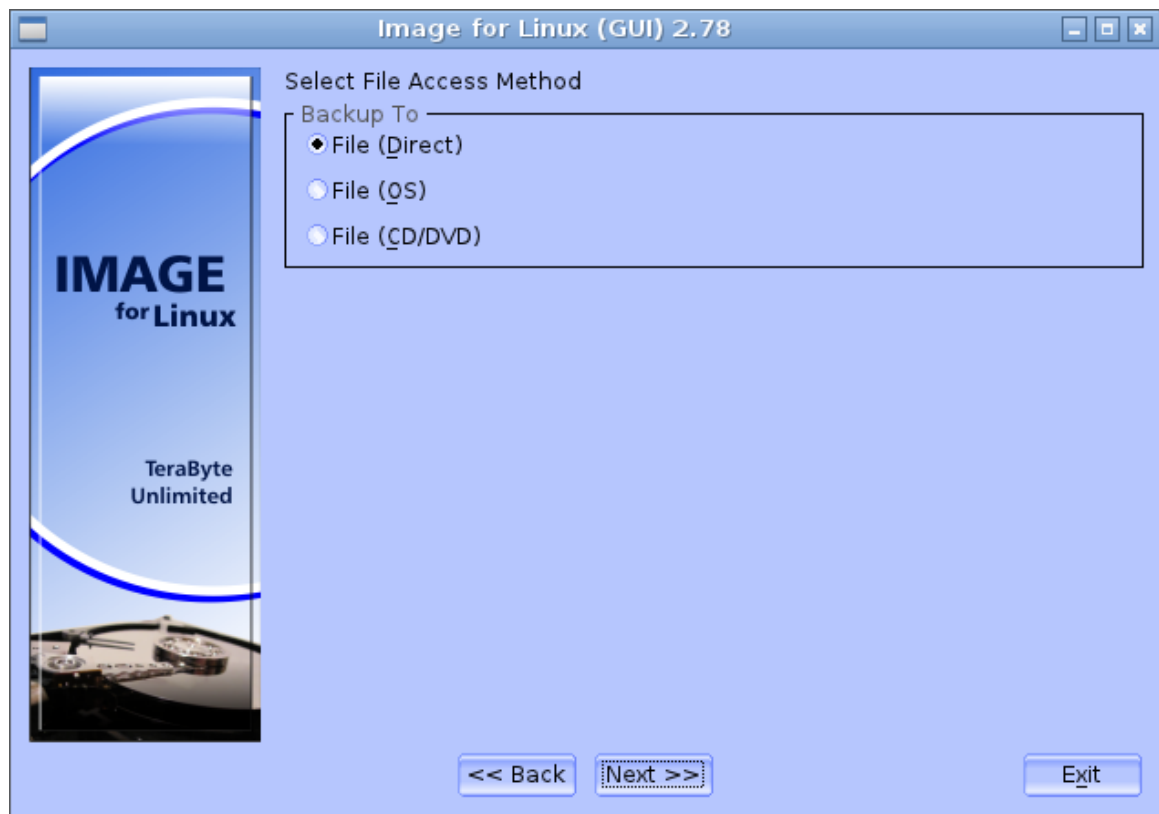 Image for Linux (GUI) 2.78
Select File Access Method
Backup To
File (Direct)
File (OS)
File (CD/DVD)
IMAGE
for Linux
TeraByte
Unlimited
<< Back
Next >>
Exit